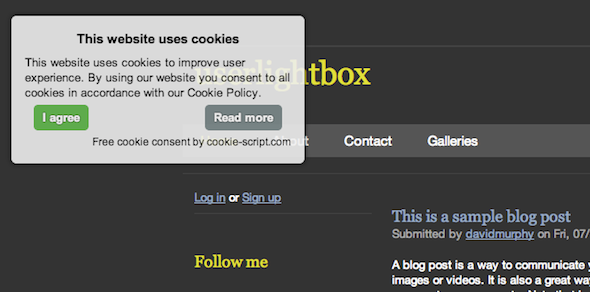 This website uses cookies
This website uses cookies to improve user
experience. By using our website you consent to all
cookies in accordance with our Cookie Policy.
I agree
Read more
Free cookie consent by cookie-script.com
userlightbox
About
Contact
Galleries
Log in or Sign up
Follow me
This is a sample blog post
Submitted by davidmurphy on Fri, 07/
A blog post is a way to communicate y
images or videos. It is also a great wa